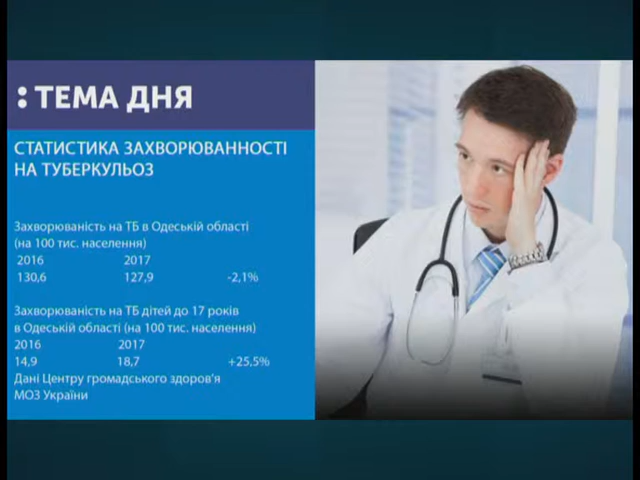 : ТЕМА ДНЯ
СТАТИСТИКА ЗАХВОРЮВАННОСТІ
НА ТУБЕРКУЛЬОЗ
Захворюваність на ТБ в Одеській області
(на 100 тис. населення)
2016 2017
130,6 127,9 -2,1%
Захворюваність на ТБ дітей до 17 років
в Одеській області (на 100 тис. населення)
2016 2017
14,9 18,7 +25,5%
Дані Центру громадського здоров'я
МОЗ України